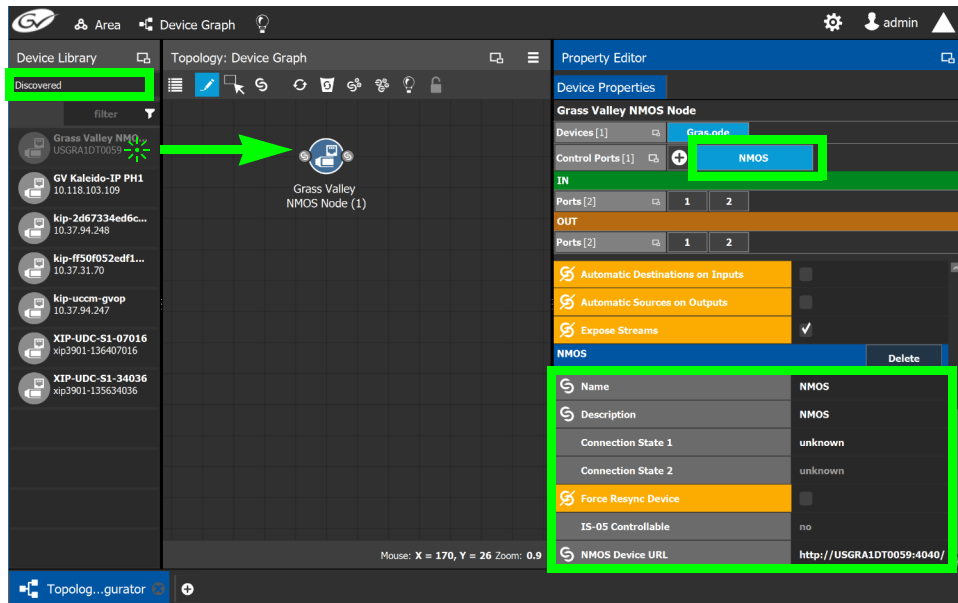 GV Area Device Graph admin
Device Library
Discovered
filter
Grass Valley NMO...
USGRA1DT0059
GV Kaleido-IP PH1
10.118.103.109
kip-2d67334ed6c...
10.37.94.248
kip-ff50f052edf1...
10.37.31.70
kip-uccm-gvop
10.37.94.247
XIP-UDC-S1-07016
xip3901-136407016
XIP-UDC-S1-34036
xip3901-135634036
Topology: Device Graph
Grass Valley
NMOS Node (1)
Mouse: X = 170, Y = 26 Zoom: 0.9
Property Editor
Device Properties
Grass Valley NMOS Node
Devices [1] Gras.ode
Control Ports [1] NMOS
IN
Ports [2] 1 2
OUT
Ports [2] 1 2
Automatic Destinations on Inputs
Automatic Sources on Outputs
Expose Streams
NMOS Delete
Name NMOS
Description NMOS
Connection State 1 unknown
Connection State 2 unknown
Force Resync Device
IS-05 Controllable no
NMOS Device URL http://USGRA1DT0059:4040/
Topolog...gurator